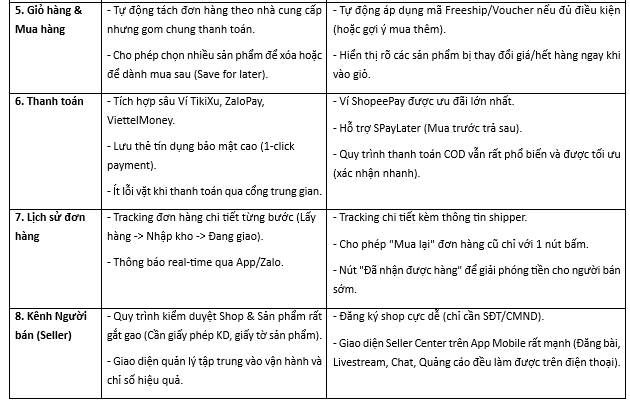 5. Giỏ hàng &
Mua hàng
- Tự động tách đơn hàng theo nhà cung cấp
nhưng gom chung thanh toán.
- Cho phép chọn nhiều sản phẩm để xóa hoặc
để dành mua sau (Save for later).
- Tự động áp dụng mã Freeship/Voucher nếu đủ điều kiện
(hoặc gợi ý mua thêm).
- Hiển thị rõ các sản phẩm bị thay đổi giá/hết hàng ngay khi
vào giỏ.
6. Thanh toán
- Tích hợp sâu Ví TikiXu, ZaloPay,
ViettelMoney.
- Lưu thẻ tín dụng bảo mật cao (1-click
payment).
- Ít lỗi vặt khi thanh toán qua cổng trung gian.
- Ví ShopeePay được ưu đãi lớn nhất.
- Hỗ trợ SPayLater (Mua trước trả sau).
- Quy trình thanh toán COD vẫn rất phổ biến và được tối ưu
(xác nhận nhanh).
7. Lịch sử đơn
hàng
- Tracking đơn hàng chi tiết từng bước (Lấy
hàng -> Nhập kho -> Đang giao).
- Thông báo real-time qua App/Zalo.
- Tracking chi tiết kèm thông tin shipper.
- Cho phép "Mua lại" đơn hàng cũ chỉ với 1 nút bấm.
- Nút "Đã nhận được hàng" để giải phóng tiền cho người bán
sớm.
8. Kênh Người
bán (Seller)
- Quy trình kiểm duyệt Shop & Sản phẩm rất
gắt gao (Cần giấy phép KD, giấy tờ sản phẩm).
- Giao diện quản lý tập trung vào vận hành và
chỉ số hiệu quả.
- Đăng ký shop cực dễ (chỉ cần SĐT/CMND).
- Giao diện Seller Center trên App Mobile rất mạnh (Đăng bài,
Livestream, Chat, Quảng cáo đều làm được trên điện thoại).